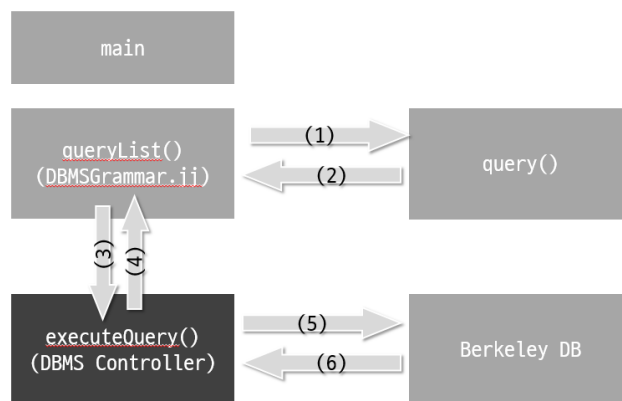 main
queryList()
(DBMSGrammar.jj)
(1)
(2)
query()
(3)
(4)
executeQuery()
(DBMS Controller)
(5)
(6)
Berkeley DB